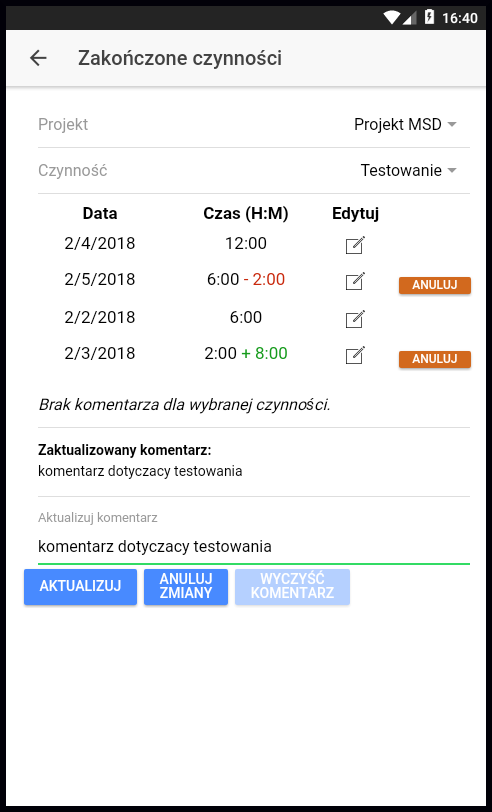 16:40
Zakończone czynności
Projekt Projekt MSD
Czynność Testowanie
Data Czas (H:M) Edytuj
2/4/2018 12:00
2/5/2018 6:00 - 2:00 ANULUJ
2/2/2018 6:00
2/3/2018 2:00 + 8:00 ANULUJ
Brak komentarza dla wybranej czynności.
Zaktualizowany komentarz:
komentarz dotyczacy testowania
Aktualizuj komentarz
komentarz dotyczacy testowania
AKTUALIZUJ
ANULUJ
ZMIANY
WYCZYŚĆ
KOMENTARZ